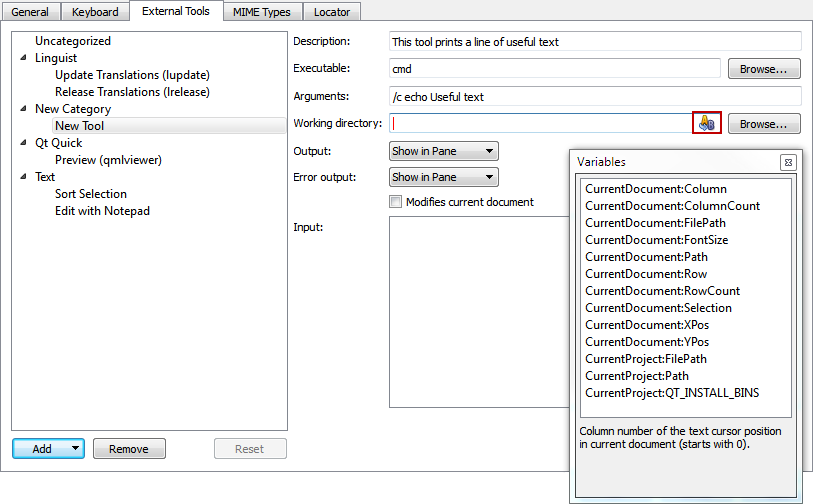 General
Keyboard
External Tools
MIME Types
Locator
Uncategorized
Linguist
Update Translations (lupdate)
Release Translations (lrelease)
New Category
New Tool
Qt Quick
Preview (qmlviewer)
Text
Sort Selection
Edit with Notepad
Add
Remove
Reset
Description:
This tool prints a line of useful text
Executable:
cmd
Browse...
Arguments:
/c echo Useful text
Working directory:
Browse...
Output:
Show in Pane
Error output:
Show in Pane
Modifies current document
Input:
Variables
CurrentDocument:Column
CurrentDocument:ColumnCount
CurrentDocument:FilePath
CurrentDocument:FontSize
CurrentDocument:Path
CurrentDocument:Row
CurrentDocument:RowCount
CurrentDocument:Selection
CurrentDocument:XPos
CurrentDocument:YPos
CurrentProject:FilePath
CurrentProject:Path
CurrentProject:QT_INSTALL_BINS
Column number of the text cursor position
in current document (starts with 0).